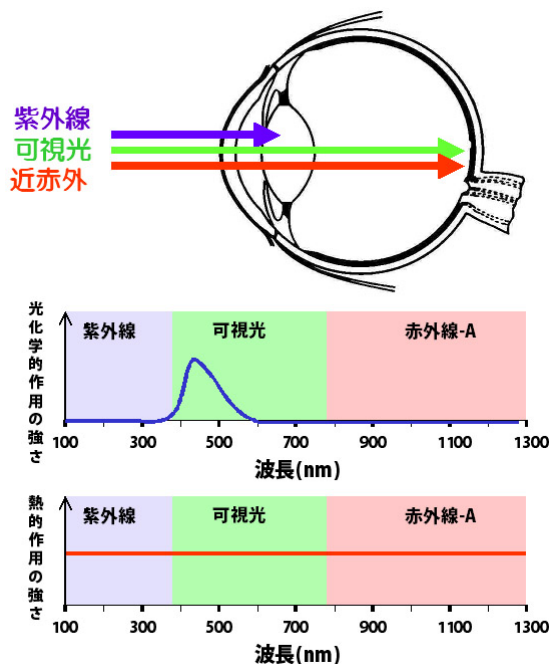 紫外線
可視光
近赤外
光化学的作用の強さ
紫外線 可視光 赤外線-A
100 300 500 700 900 1100 1300
波長(nm)
熱的作用の強さ
紫外線 可視光 赤外線-A
100 300 500 700 900 1100 1300
波長(nm)